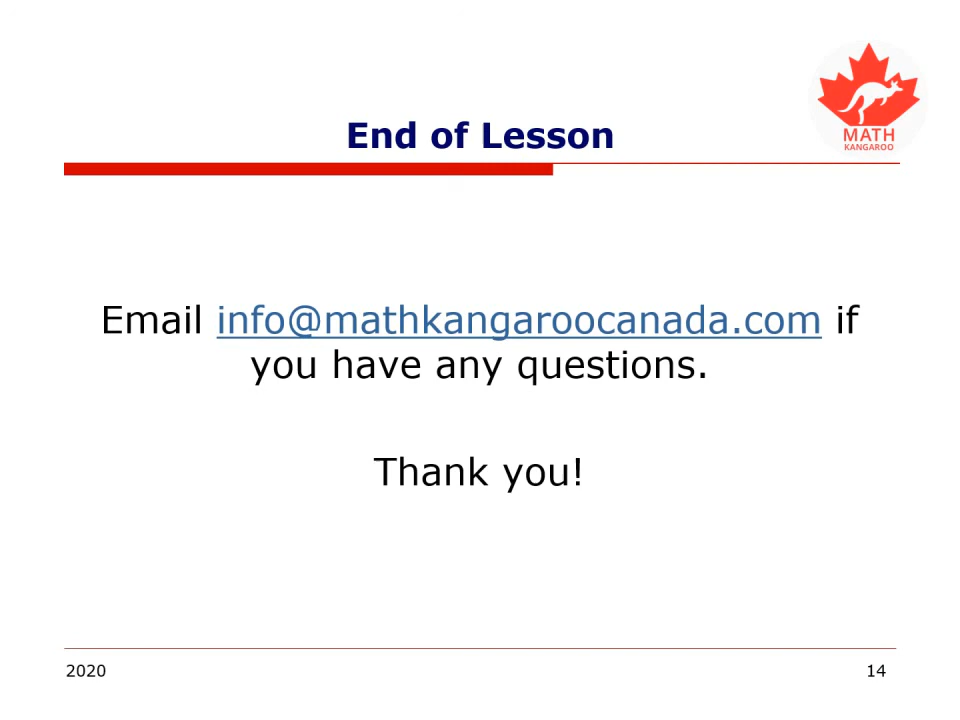 MATH
KANGAROO
End of Lesson
Email info@mathkangaroocanada.com if
you have any questions.
Thank you!
2020
14